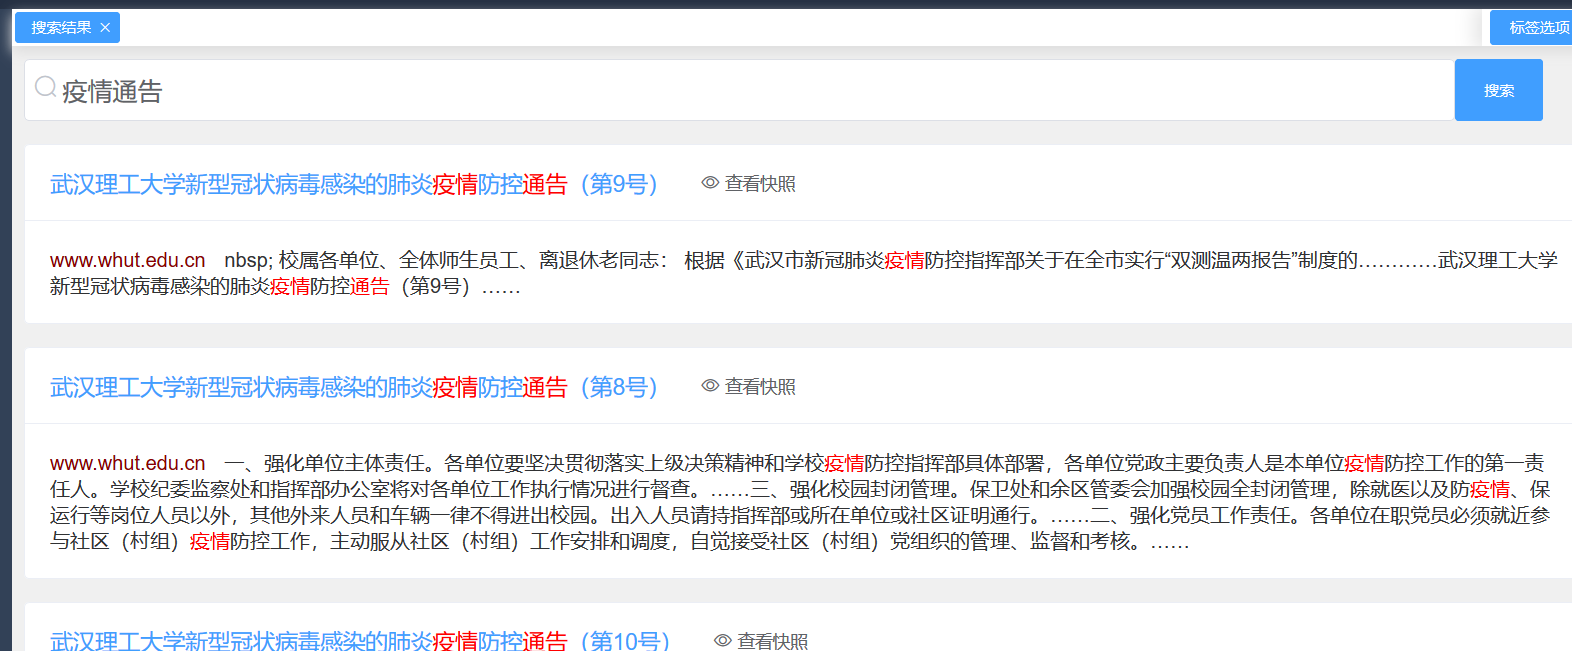 搜索结果 ×
标签选项
疫情通告
搜索
武汉理工大学新型冠状病毒感染的肺炎疫情防控通告（第9号） 查看快照
www.whut.edu.cn nbsp; 校属各单位、全体师生员工、离退休老同志： 根据《武汉市新冠肺炎疫情防控指挥部关于在全市实行“双测温两报告”制度的…………武汉理工大学
新型冠状病毒感染的肺炎疫情防控通告（第9号）……
武汉理工大学新型冠状病毒感染的肺炎疫情防控通告（第8号） 查看快照
www.whut.edu.cn 一、强化单位主体责任。各单位要坚决贯彻落实上级决策精神和学校疫情防控指挥部具体部署，各单位党政主要负责人是本单位疫情防控工作的第一责
任人。学校纪委监察处和指挥部办公室将对各单位工作执行情况进行督查。……三、强化校园封闭管理。保卫处和余区管委会加强校园全封闭管理，除就医以及防疫情、保
运行等岗位人员以外，其他外来人员和车辆一律不得进出校园。出入人员请持指挥部或所在单位或社区证明通行。……二、强化党员工作责任。各单位在职党员必须就近参
与社区（村组）疫情防控工作，主动服从社区（村组）工作安排和调度，自觉接受社区（村组）党组织的管理、监督和考核。……
武汉理工大学新型冠状病毒感染的肺炎疫情防控通告（第10号） 查看快照